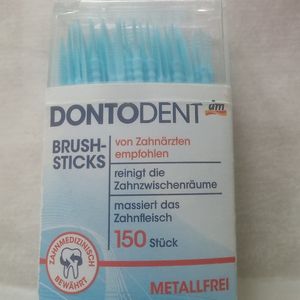 DONTODENT
dm
BRUSH-
STICKS
von Zahnärzten
empfohlen
reinigt die
Zahnzwischenräume
massiert das
Zahnfleisch
150 Stück
ZAHNMEDIZINISCH
BEWÄHRT
METALLFREI